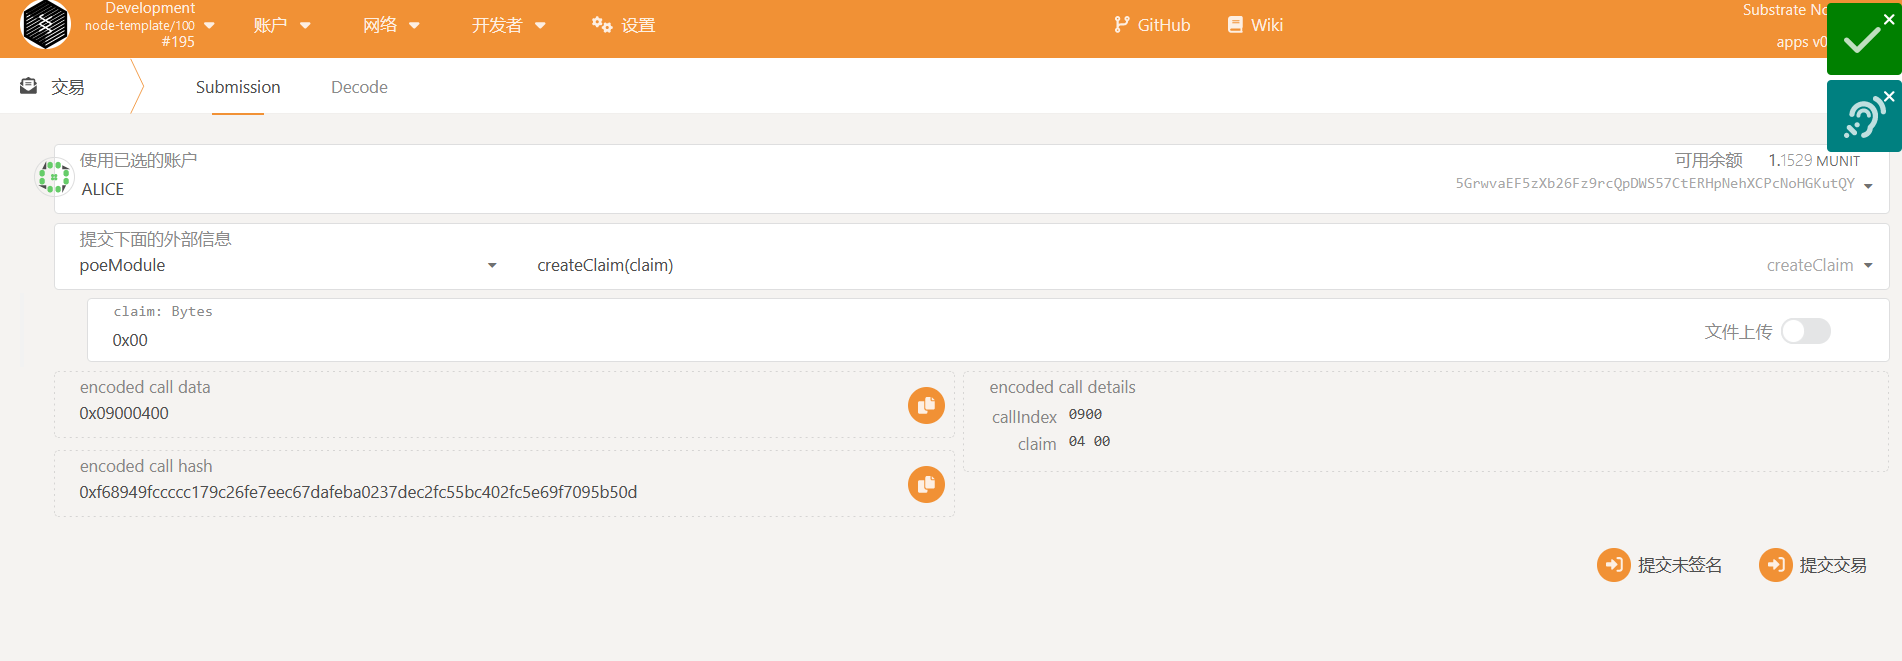 Development
node-template/100
#195
账户
网络
开发者
设置
GitHub
Wiki
Substrate
apps
交易
Submission
Decode
使用已选的账户
ALICE
可用余额 1.1529 MUNIT
5GrwvaEF5zXb26Fz9rcQpDWS57CtERHpNehXCPcNoHGKutQY
提交下面的外部信息
poeModule
createClaim(claim)
createClaim
claim: Bytes
0x00
文件上传
encoded call data
0x09000400
encoded call details
callIndex 0900
claim 04 00
encoded call hash
0xf68949fccccc179c26fe7eec67dafeba0237dec2fc55bc402fc5e69f7095b50d
提交未签名
提交交易